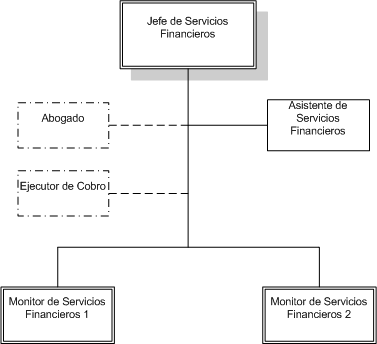 Jefe de Servicios
Financieros
Abogado
Asistente de
Servicios
Financieros
Ejecutor de Cobro
Monitor de Servicios
Financieros 1
Monitor de Servicios
Financieros 2